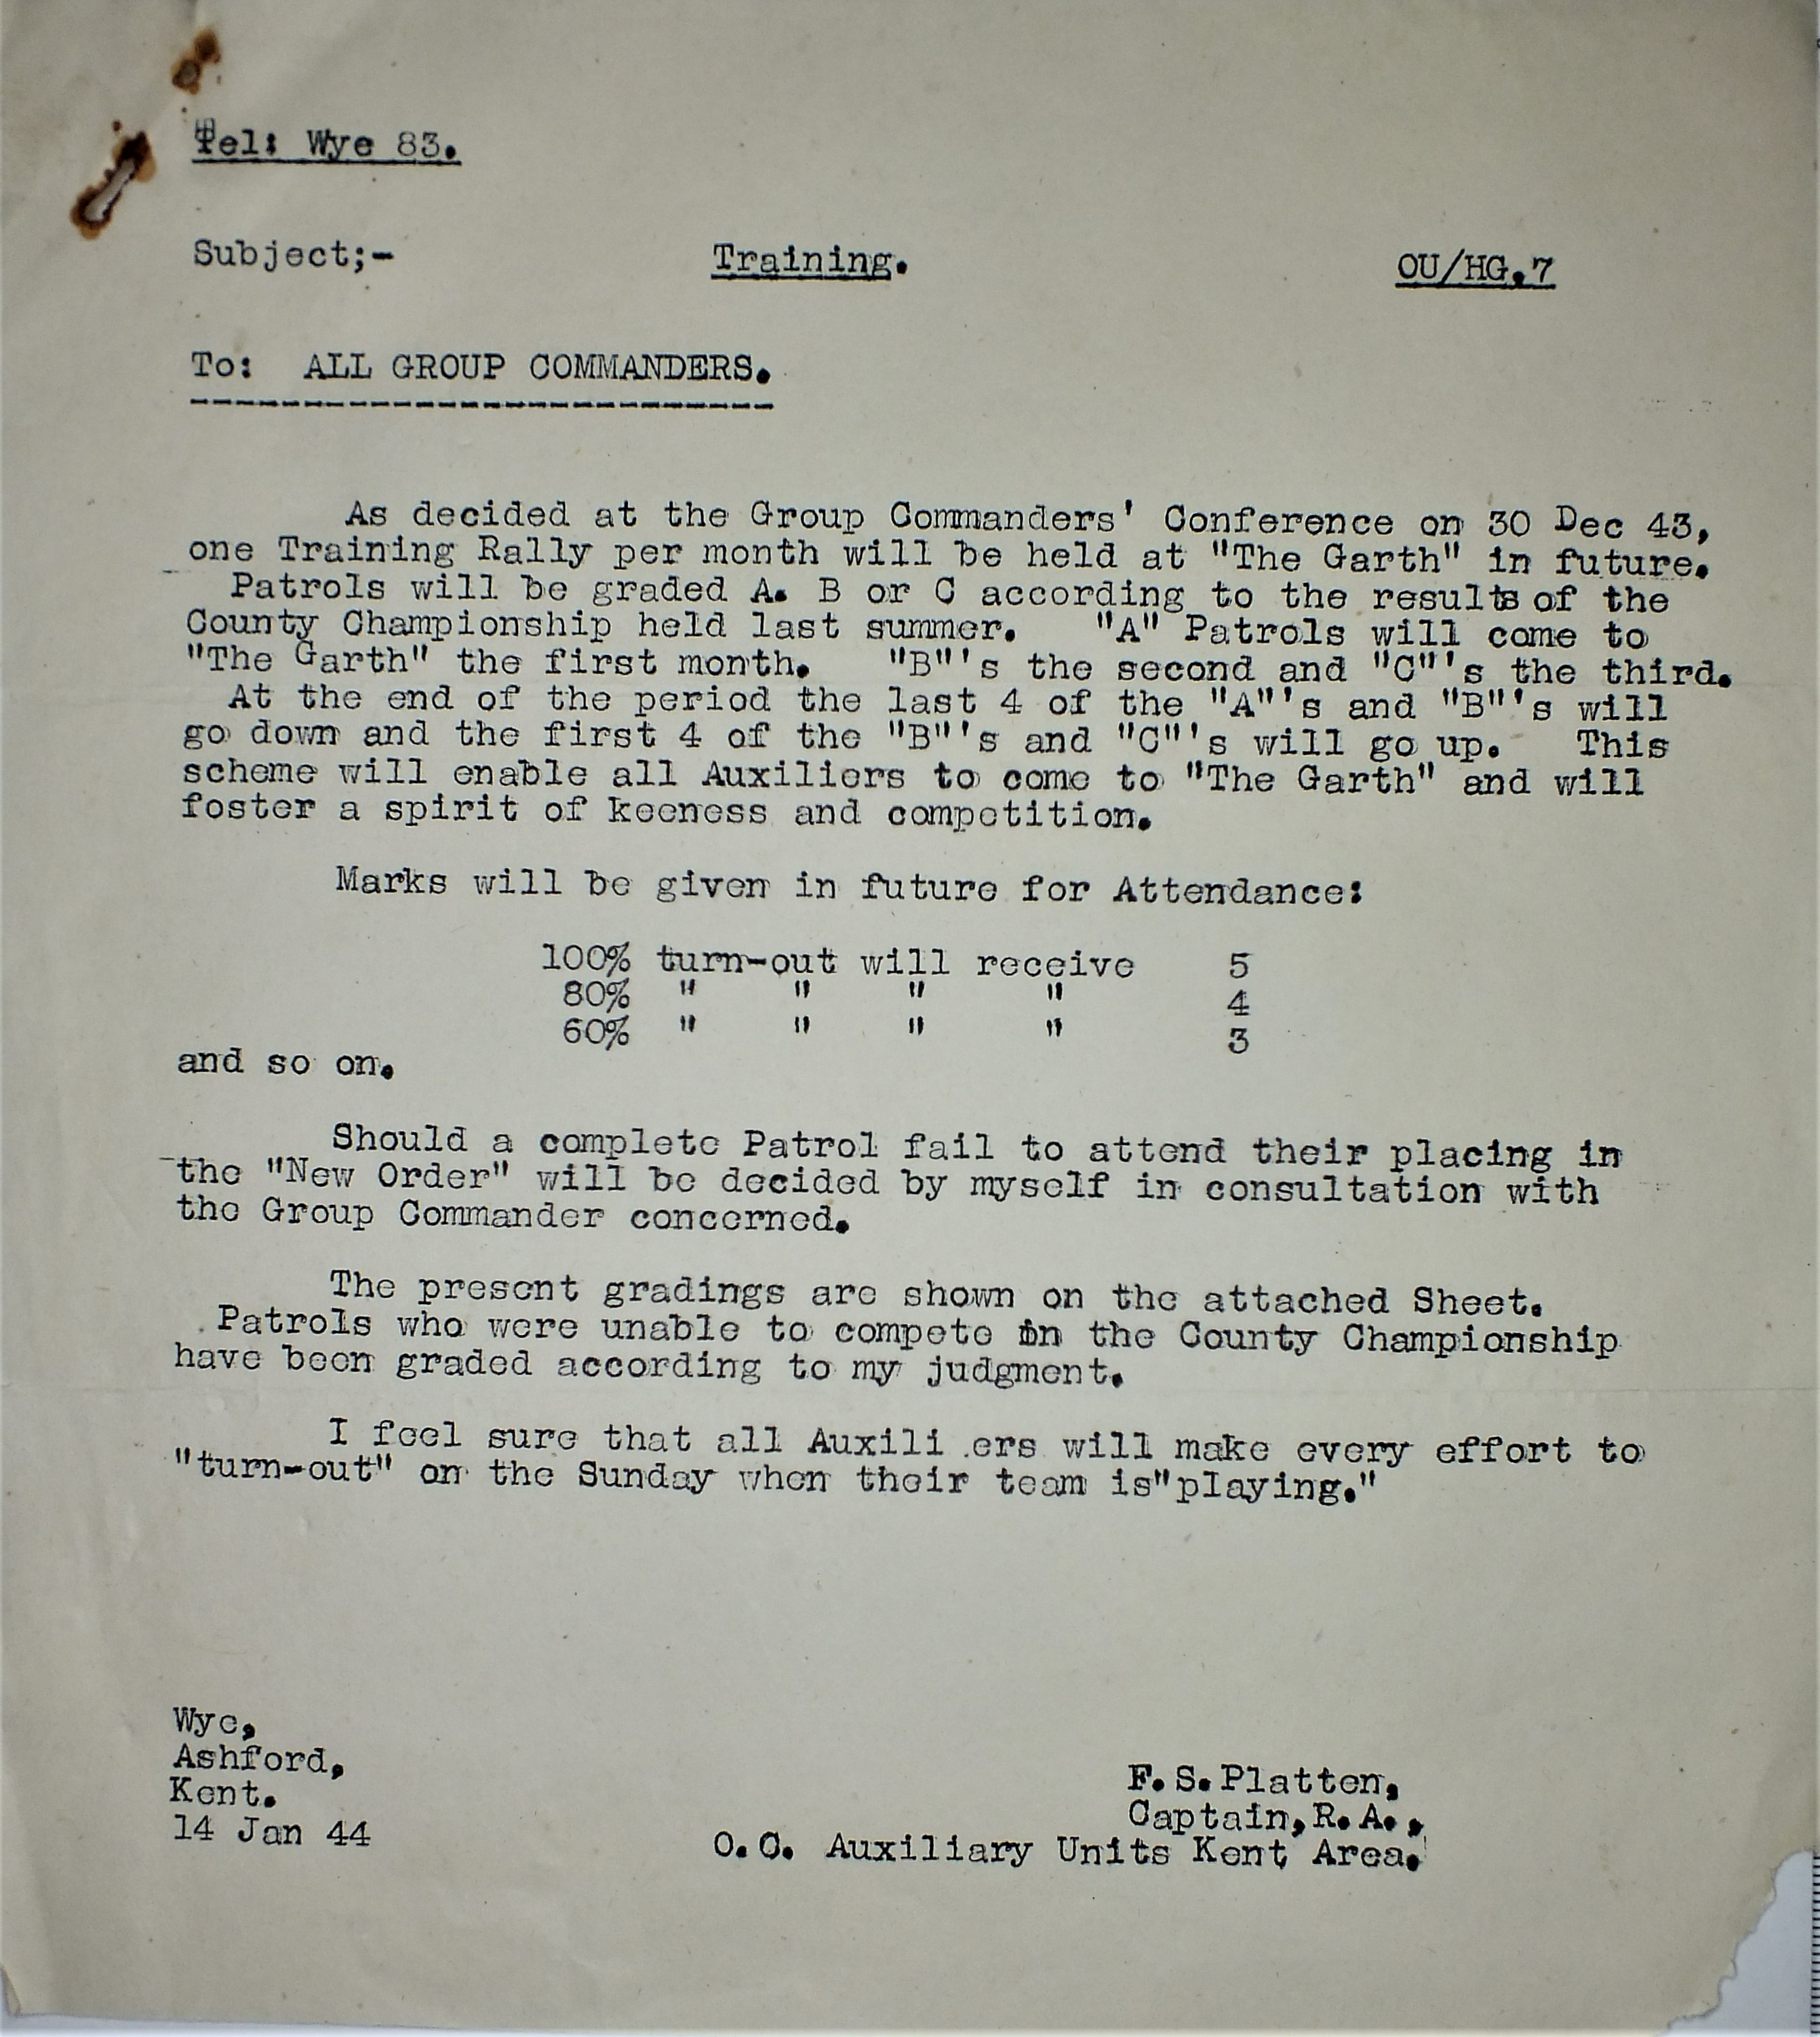 Tel: Wye 83.
Subject;- Training. OU/HG.7
To: ALL GROUP COMMANDERS.
As decided at the Group Commanders' Conference on 30 Dec 43,
one Training Rally per month will be held at "The Garth" in future.
Patrols will be graded A. B or C according to the results of the
County Championship held last summer. "A" Patrols will come to
"The Garth" the first month. "B"'s the second and "C"'s the third.
At the end of the period the last 4 of the "A"'s and "B"'s will
go down and the first 4 of the "B"'s and "C"'s will go up. This
scheme will enable all Auxiliers to come to "The Garth" and will
foster a spirit of keeness and competition.
Marks will be given in future for Attendance:
100% turn-out will receive 5
80% " " " " 4
60% " " " " 3
and so on.
Should a complete Patrol fail to attend their placing in
the "New Order" will be decided by myself in consultation with
the Group Commander concerned.
The present gradings are shown on the attached Sheet.
Patrols who were unable to compete in the County Championship
have been graded according to my judgment.
I feel sure that all Auxili ers will make every effort to
"turn-out" on the Sunday when their team is"playing."
Wye,
Ashford,
Kent.
14 Jan 44
F.S.Platten,
Captain,R.A.,
O.C. Auxiliary Units Kent Area.